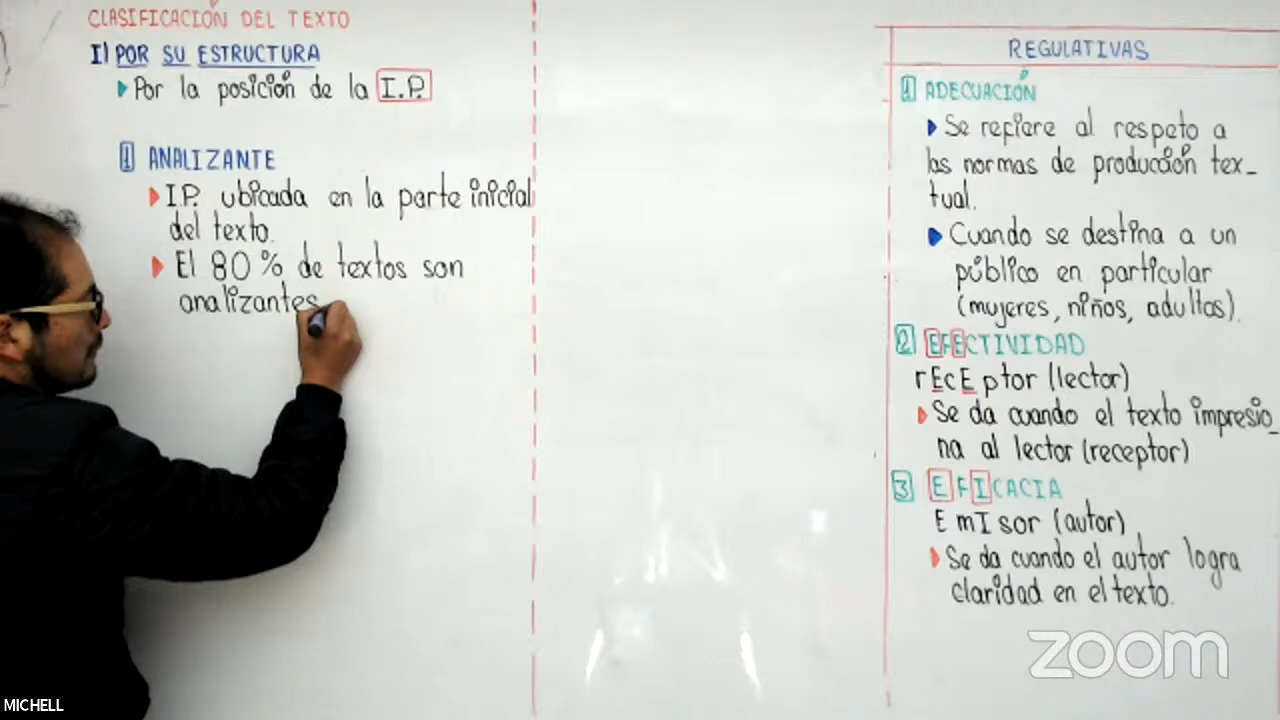 CLASIFICACIÓN DEL TEXTO
I) POR SU ESTRUCTURA
Por la posición de la I.P.
1 ANALIZANTE
I.P. ubicada en la parte inicial
del texto.
El 80% de textos son
analizantes
REGULATIVAS
1 ADECUACIÓN
Se refiere al respeto a
las normas de producción tex_
tual.
Cuando se destina a un
público en particular
(mujeres, niños, adultos).
2 EFECTIVIDAD
rEcEptor (lector)
Se da cuando el texto impresio_
na al lector (receptor)
3 EFICACIA
EmIsor (autor)
Se da cuando el autor logra
claridad en el texto.
zoom
MICHELL